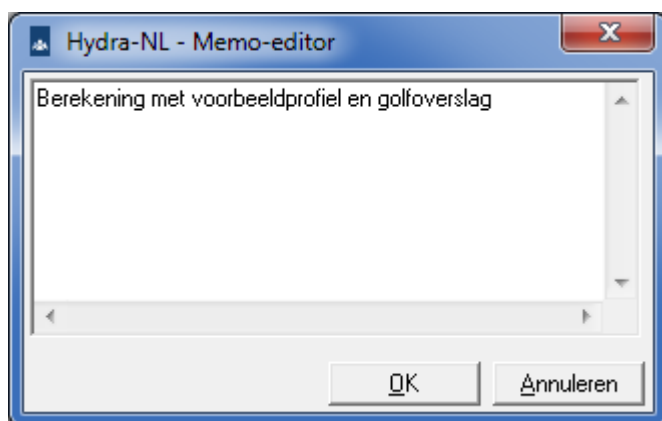 Hydra-NL - Memo-editor
Berekening met voorbeeldprofiel en golfoverslag
OK
Annuleren